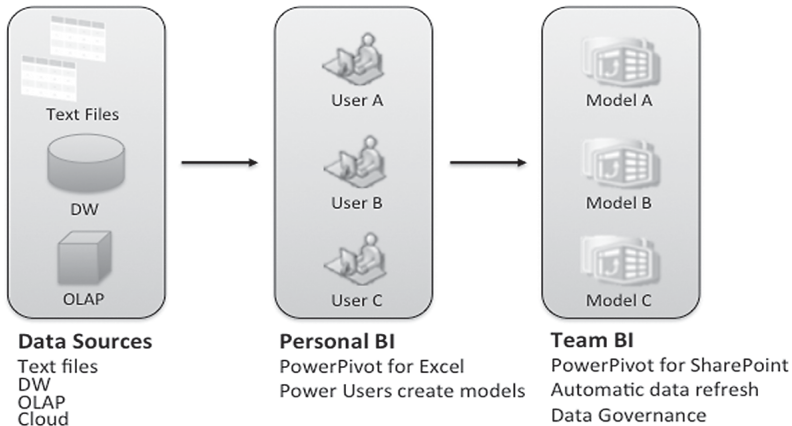 Text Files
DW
OLAP
User A
User B
User C
Model A
Model B
Model C
Data Sources
Text files
DW
OLAP
Cloud
Personal BI
PowerPivot for Excel
Power Users create models
Team BI
PowerPivot for SharePoint
Automatic data refresh
Data Governance